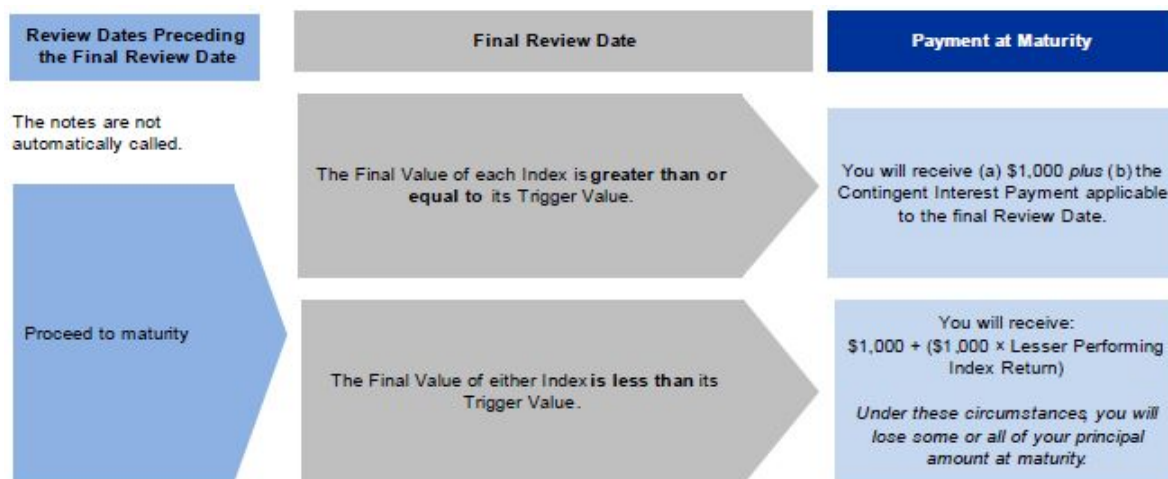 Review Dates Preceding
the Final Review Date
Final Review Date
Payment at Maturity
The notes are not
automatically called.
Proceed to maturity
The Final Value of each Index is greater than or
equal to its Trigger Value.
You will receive (a) $1,000 plus (b) the
Contingent Interest Payment applicable
to the final Review Date.
The Final Value of either Index is less than its
Trigger Value.
You will receive:
$1,000 + ($1,000 × Lesser Performing
Index Return)
Under these circumstances, you will
lose some or all of your principal
amount at maturity.